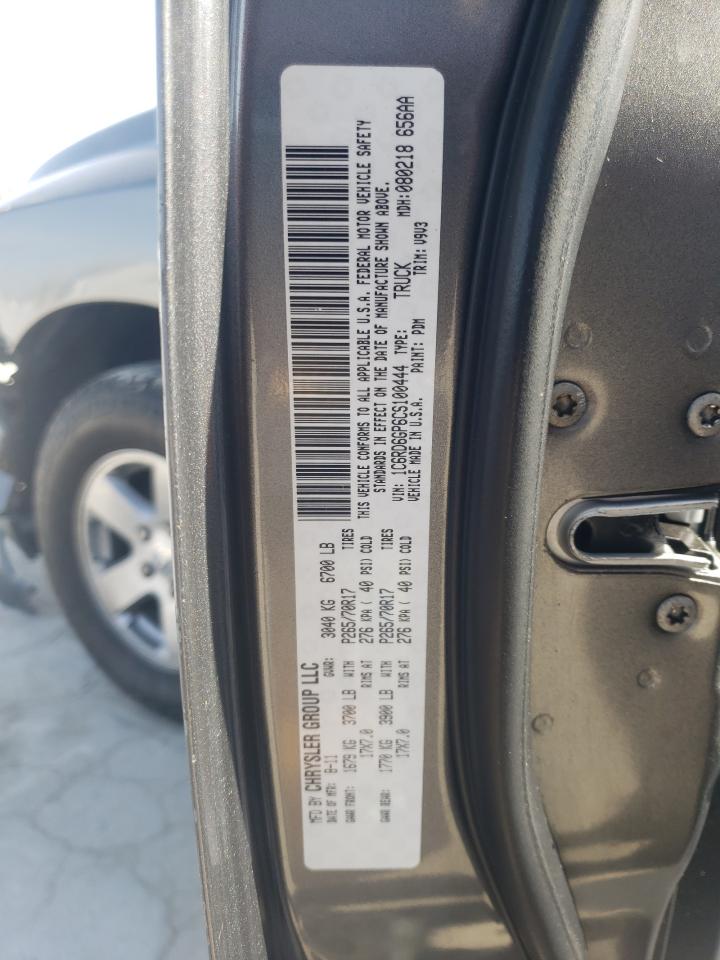 MFD BY CHRYSLER GROUP LLC
DATE OF MFR: 8-11 GVWR: 3040 KG 6700 LB
GAWR FRONT: 1679 KG 3700 LB WITH P265/70R17 TIRES
17X7.0 RIMS AT 276 KPA ( 40 PSI) COLD
GAWR REAR: 1770 KG 3900 LB WITH P265/70R17 TIRES
17X7.0 RIMS AT 276 KPA ( 40 PSI) COLD
THIS VEHICLE CONFORMS TO ALL APPLICABLE U.S.A. FEDERAL MOTOR VEHICLE SAFETY
STANDARDS IN EFFECT ON THE DATE OF MANUFACTURE SHOWN ABOVE.
VIN: 1C6RD6GP6CS100444 TYPE: TRUCK MDH: 080218 656AA
VEHICLE MADE IN U.S.A. PAINT: PDM TRIM: V9V3